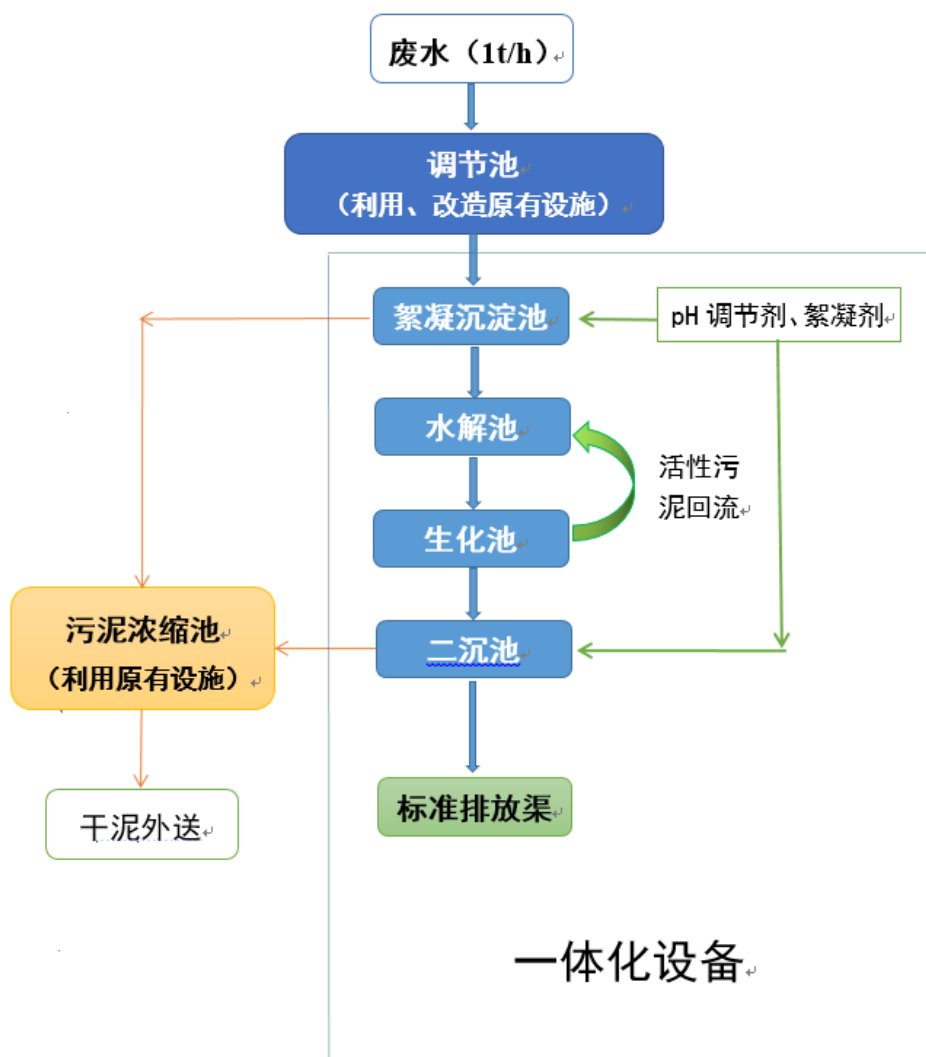 废水（1t/h）
调节池
（利用、改造原有设施）
絮凝沉淀池
pH 调节剂、絮凝剂
水解池
活性污
泥回流
生化池
污泥浓缩池
（利用原有设施）
二沉池
标准排放渠
干泥外送
一体化设备